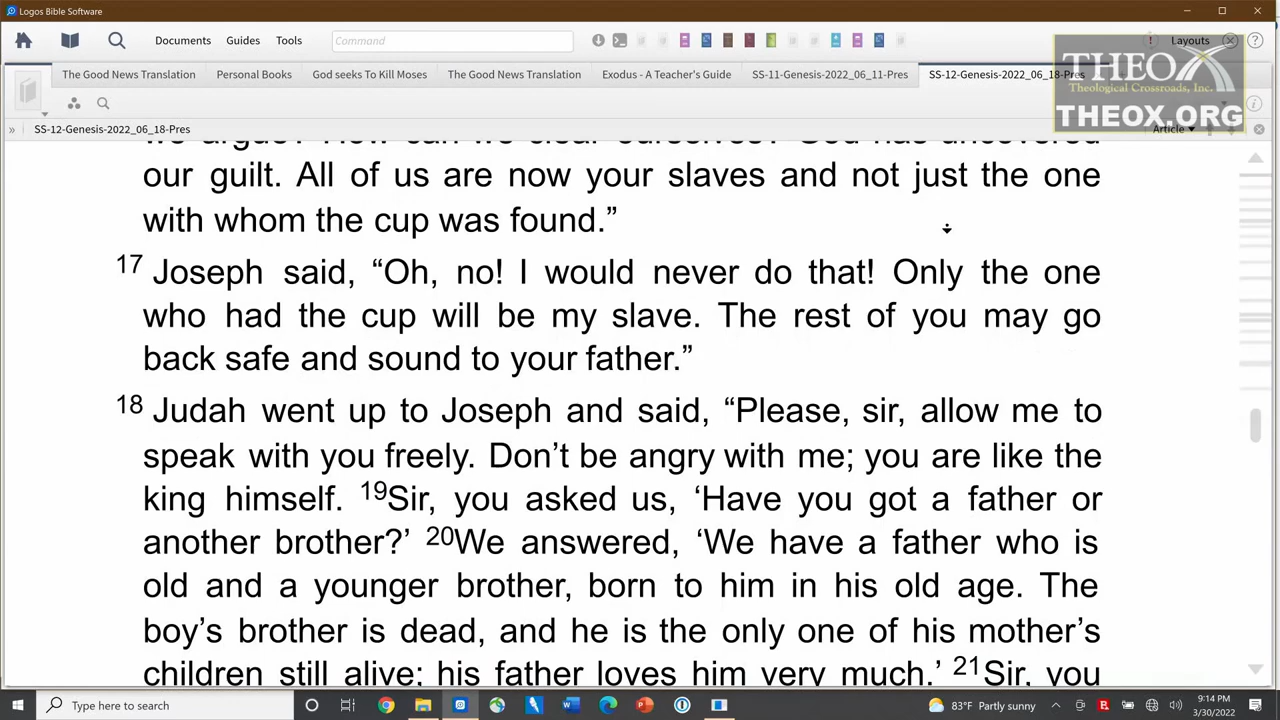 Logos Bible Software
Documents Guides Tools Command Layouts
The Good News Translation Personal Books God seeks To Kill Moses The Good News Translation Exodus - A Teacher's Guide SS-11-Genesis-2022_06_11-Pres SS-12-Genesis-2022_06_18-Pres
THEOX
Theological Crossroads, Inc.
THEOX.ORG
» SS-12-Genesis-2022_06_18-Pres Article
we argue? How can we clear ourselves? God has uncovered
our guilt. All of us are now your slaves and not just the one
with whom the cup was found.”
17 Joseph said, “Oh, no! I would never do that! Only the one
who had the cup will be my slave. The rest of you may go
back safe and sound to your father.”
18 Judah went up to Joseph and said, “Please, sir, allow me to
speak with you freely. Don’t be angry with me; you are like the
king himself. 19Sir, you asked us, ‘Have you got a father or
another brother?’ 20We answered, ‘We have a father who is
old and a younger brother, born to him in his old age. The
boy’s brother is dead, and he is the only one of his mother’s
children still alive; his father loves him very much.’ 21Sir, you
Type here to search 83°F Partly sunny 9:14 PM
3/30/2022